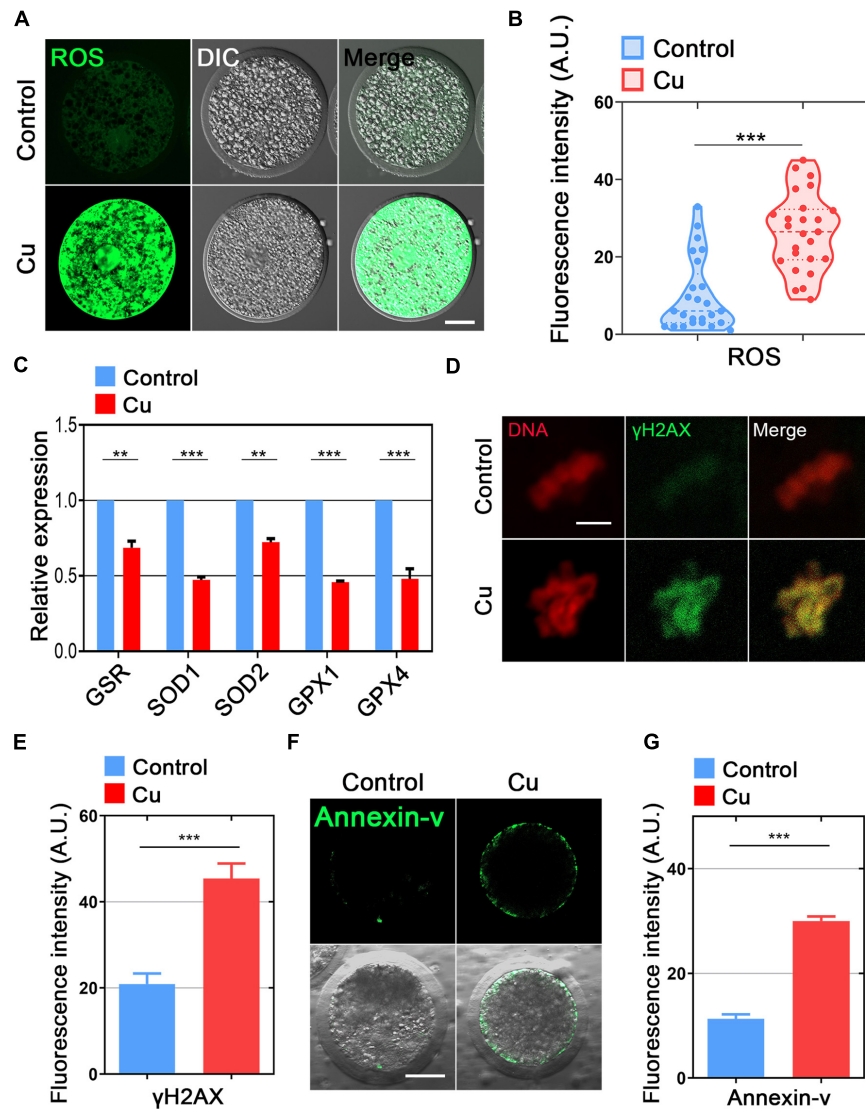 A
ROS DIC Merge
Control
Cu
B
Control
Cu
Fluorescence intensity (A.U.)
60
40
20
0
***
ROS
C
Control
Cu
Relative expression
1.5
1.0
0.5
0.0
** *** ** *** ***
GSR SOD1 SOD2 GPX1 GPX4
D
DNA γH2AX Merge
Control
Cu
E
Control
Cu
Fluorescence intensity (A.U.)
60
40
20
0
***
γH2AX
F
Control Cu
Annexin-v
G
Control
Cu
Fluorescence intensity (A.U.)
40
20
0
***
Annexin-v